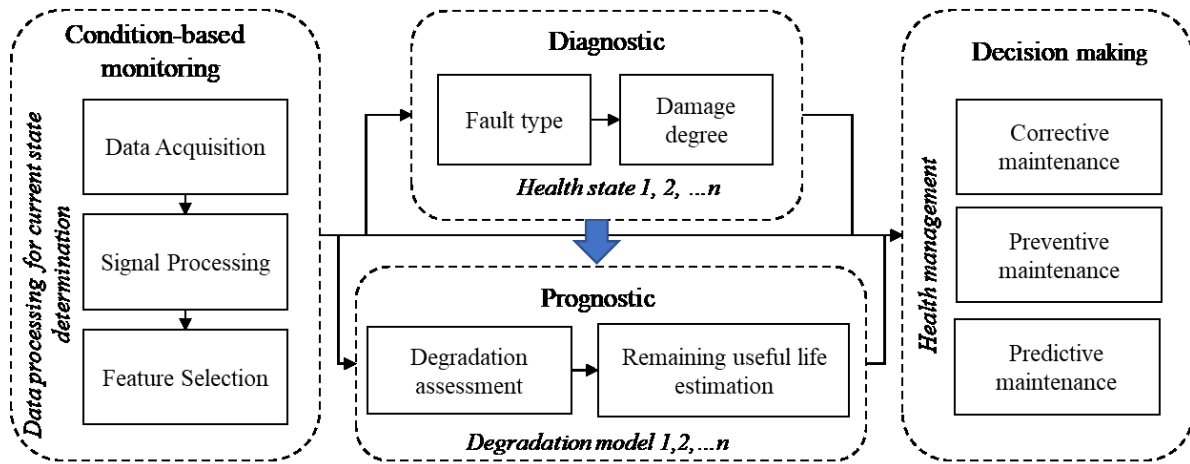 Condition-based
monitoring
Data processing for current state
determination
Data Acquisition
Signal Processing
Feature Selection
Diagnostic
Fault type
Damage
degree
Health state 1, 2, ...n
Prognostic
Degradation
assessment
Remaining useful life
estimation
Degradation model 1,2, ...n
Decision making
Health management
Corrective
maintenance
Preventive
maintenance
Predictive
maintenance